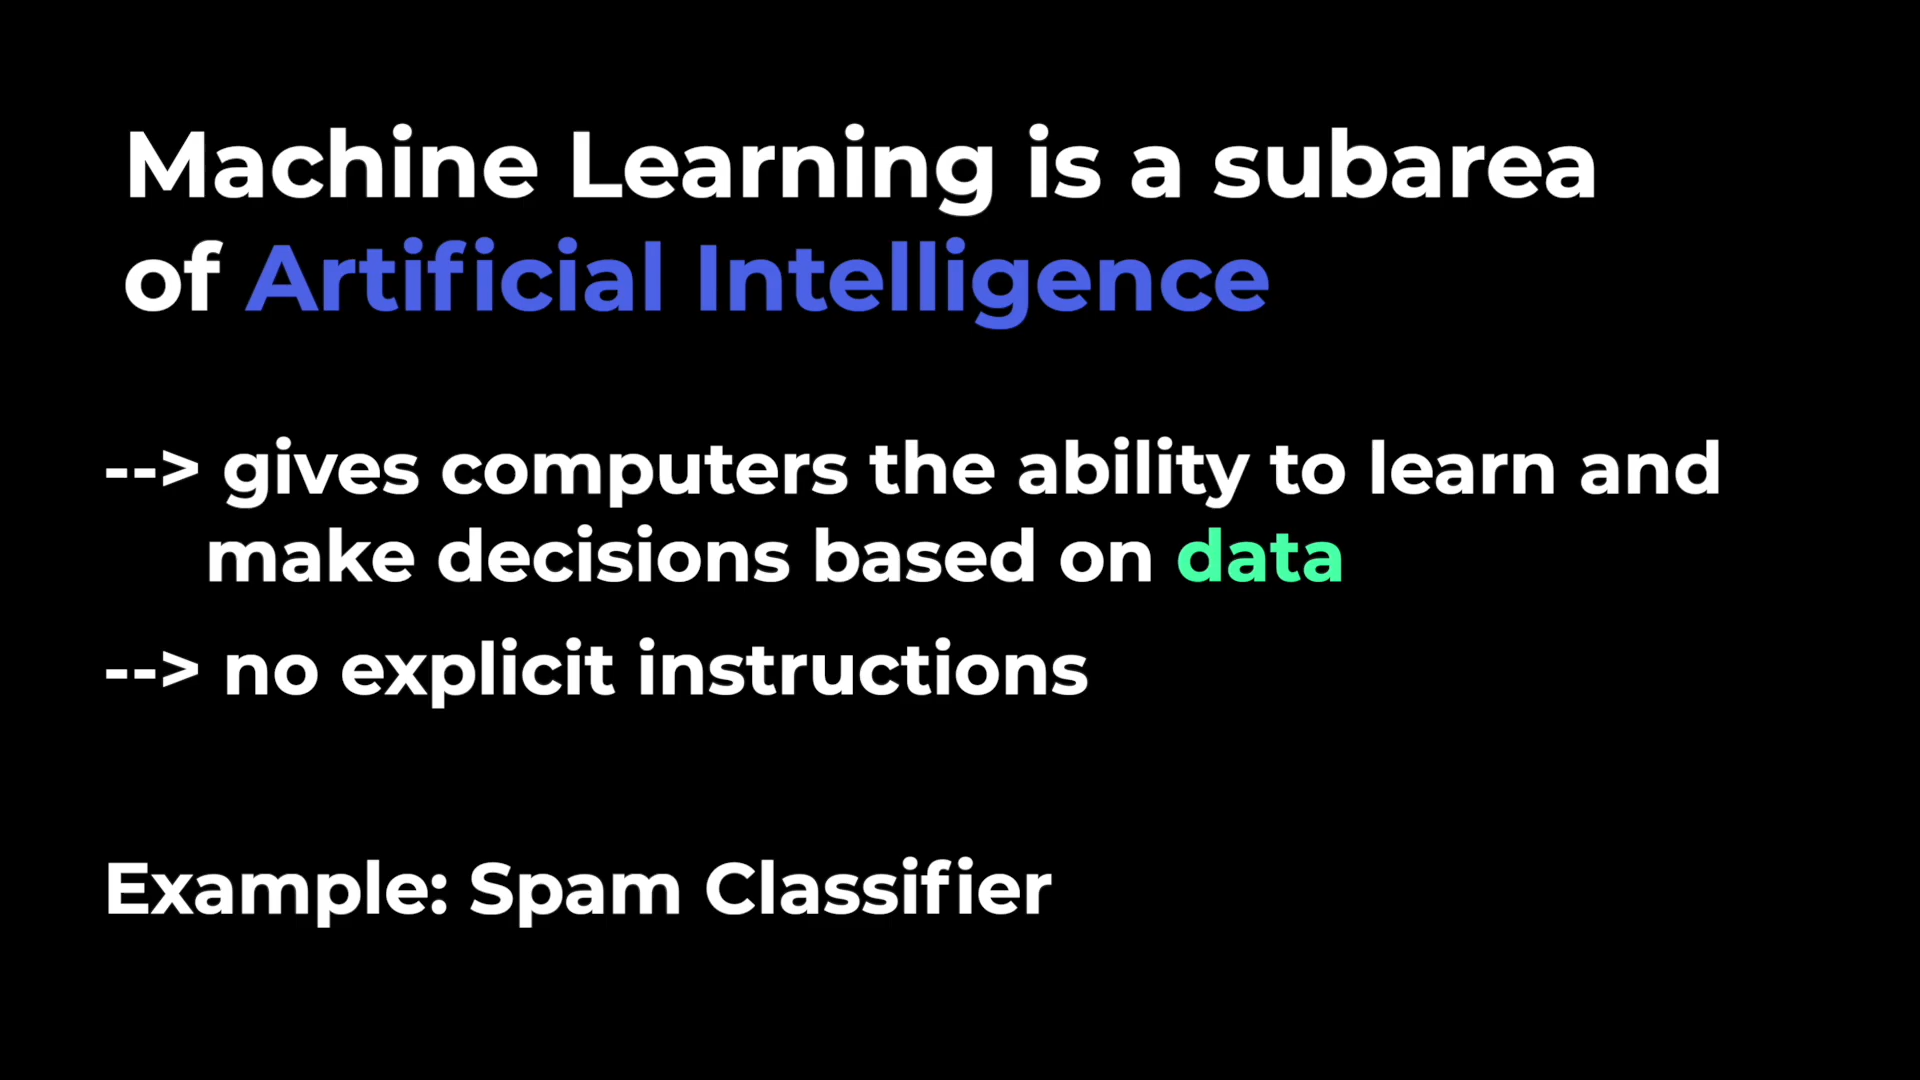 Machine Learning is a subarea
of Artificial Intelligence
--> gives computers the ability to learn and
make decisions based on data
--> no explicit instructions
Example: Spam Classifier